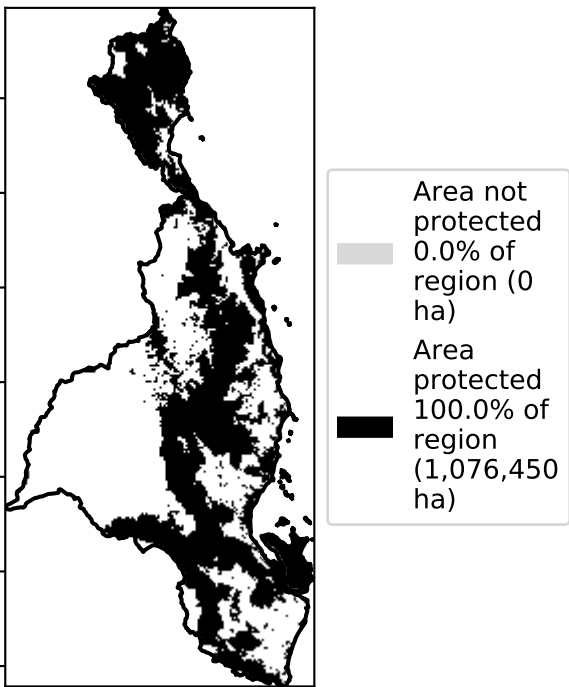 Area not
protected
0.0% of
region (0
ha)
Area
protected
100.0% of
region
(1,076,450
ha)